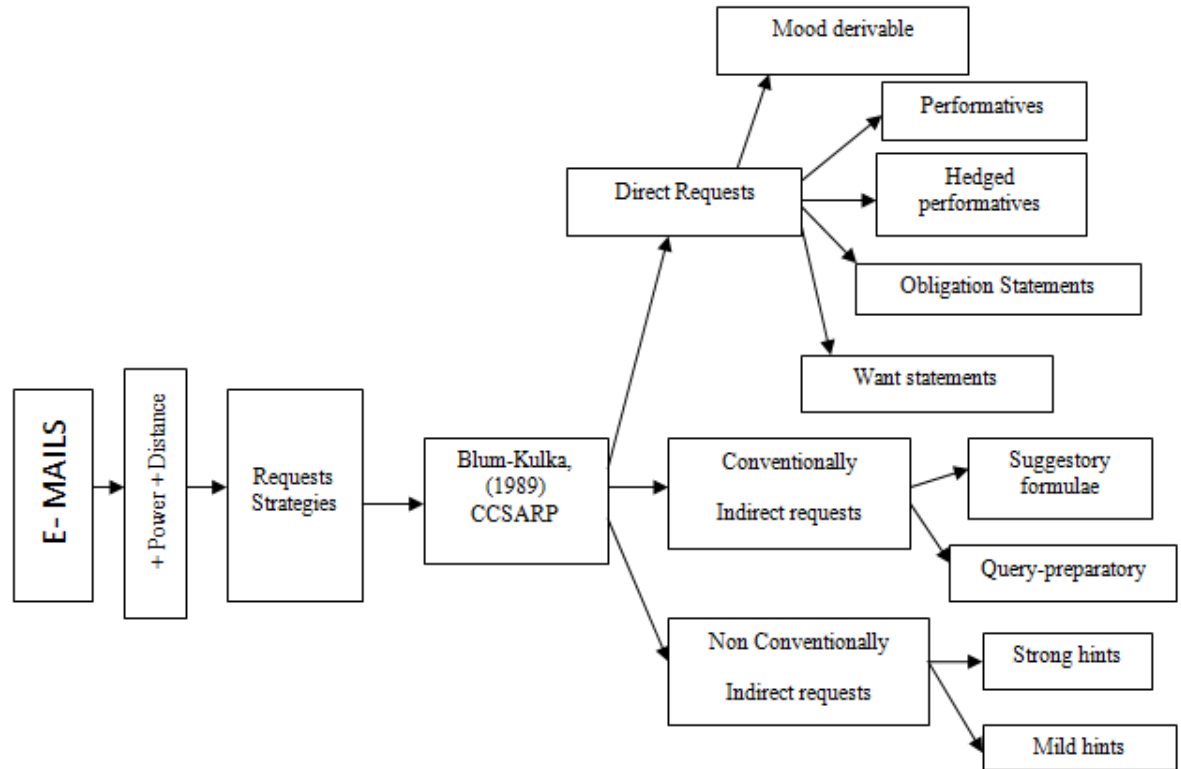 Mood derivable
Performatives
Hedged
performatives
Direct Requests
Obligation Statements
Want statements
E- MAILS
+ Power + Distance
Requests
Strategies
Blum-Kulka,
(1989)
CCSARP
Conventionally
Indirect requests
Suggestory
formulae
Query-preparatory
Non Conventionally
Indirect requests
Strong hints
Mild hints